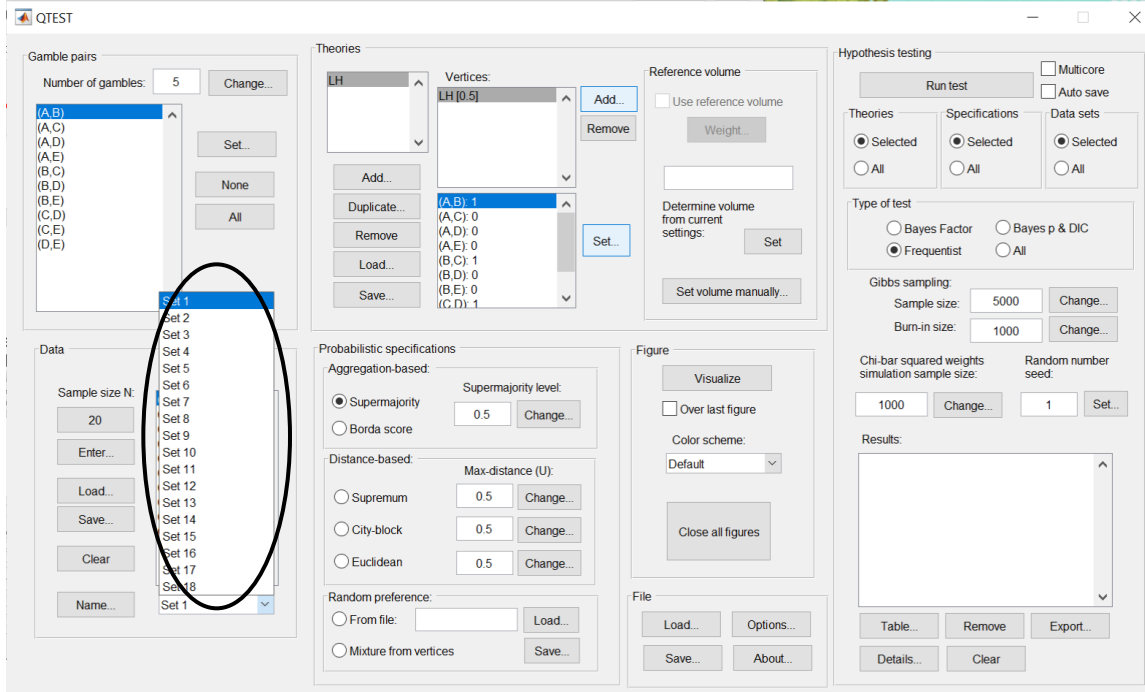 QTEST
Gamble pairs
Number of gambles: 5 Change...
(A,B)
(A,C)
(A,D)
(A,E)
(B,C)
(B,D)
(B,E)
(C,D)
(C,E)
(D,E)
Set...
None
All
Data
Sample size N:
20
Enter...
Load...
Save...
Clear
Name...
Set 1
Set 2
Set 3
Set 4
Set 5
Set 6
Set 7
Set 8
Set 9
Set 10
Set 11
Set 12
Set 13
Set 14
Set 15
Set 16
Set 17
Set 18
Set 1
Theories
LH
Add...
Duplicate...
Remove
Load...
Save...
Vertices:
LH [0.5]
Add...
Remove
(A,B): 1
(A,C): 0
(A,D): 0
(A,E): 0
(B,C): 1
(B,D): 0
(B,E): 0
(C,D): 1
Set...
Reference volume
Use reference volume
Weight...
Determine volume
from current
settings:
Set
Set volume manually...
Probabilistic specifications
Aggregation-based:
Supermajority level:
Supermajority 0.5 Change...
Borda score
Distance-based:
Max-distance (U):
Supremum 0.5 Change...
City-block 0.5 Change...
Euclidean 0.5 Change...
Random preference:
From file: Load...
Mixture from vertices Save...
Figure
Visualize
Over last figure
Color scheme:
Default
Close all figures
File
Load... Options...
Save... About...
Hypothesis testing
Run test
Multicore
Auto save
Theories
Selected
All
Specifications
Selected
All
Data sets
Selected
All
Type of test
Bayes Factor Bayes p & DIC
Frequentist All
Gibbs sampling:
Sample size: 5000 Change...
Burn-in size: 1000 Change...
Chi-bar squared weights
simulation sample size:
1000 Change...
Random number
seed:
1 Set...
Results:
Table... Remove Export...
Details... Clear